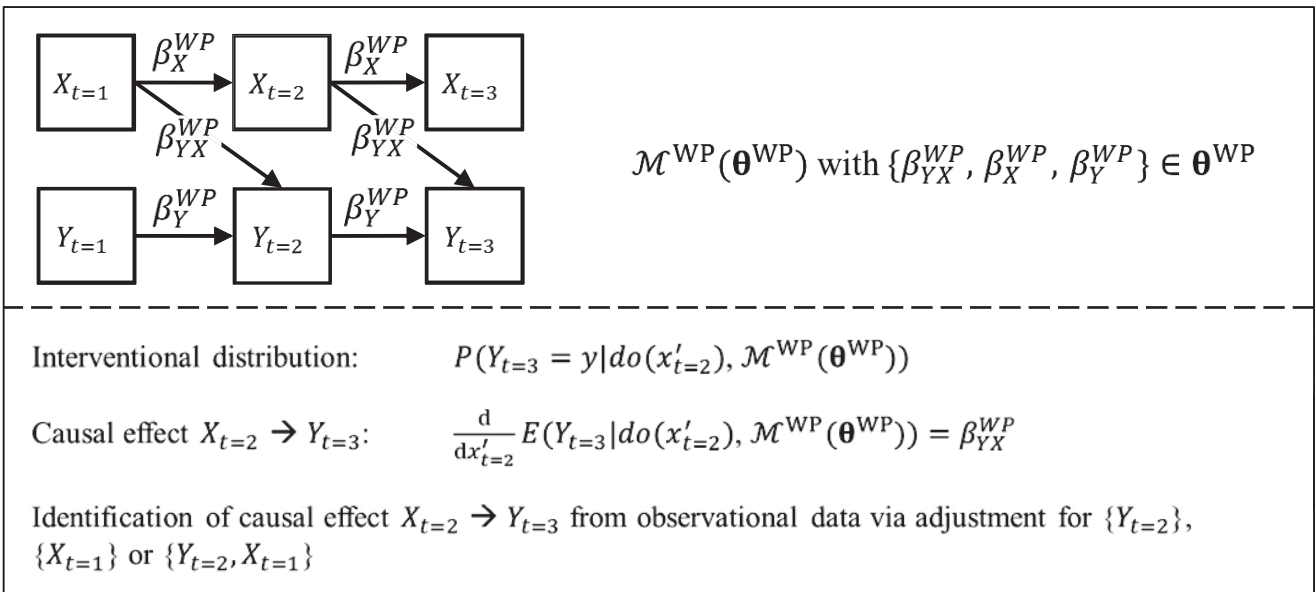 β_X^{WP} β_X^{WP}
X_{t=1} X_{t=2} X_{t=3}
β_{YX}^{WP} β_{YX}^{WP}
ℳ^{WP}(θ^{WP}) with {β_{YX}^{WP}, β_X^{WP}, β_Y^{WP}} ∈ θ^{WP}
β_Y^{WP} β_Y^{WP}
Y_{t=1} Y_{t=2} Y_{t=3}
Interventional distribution: P(Y_{t=3} = y|do(x'_{t=2}), ℳ^{WP}(θ^{WP}))
Causal effect X_{t=2} → Y_{t=3}: \frac{d}{dx'_{t=2}} E(Y_{t=3}|do(x'_{t=2}), ℳ^{WP}(θ^{WP})) = β_{YX}^{WP}
Identification of causal effect X_{t=2} → Y_{t=3} from observational data via adjustment for {Y_{t=2}},
{X_{t=1}} or {Y_{t=2}, X_{t=1}}